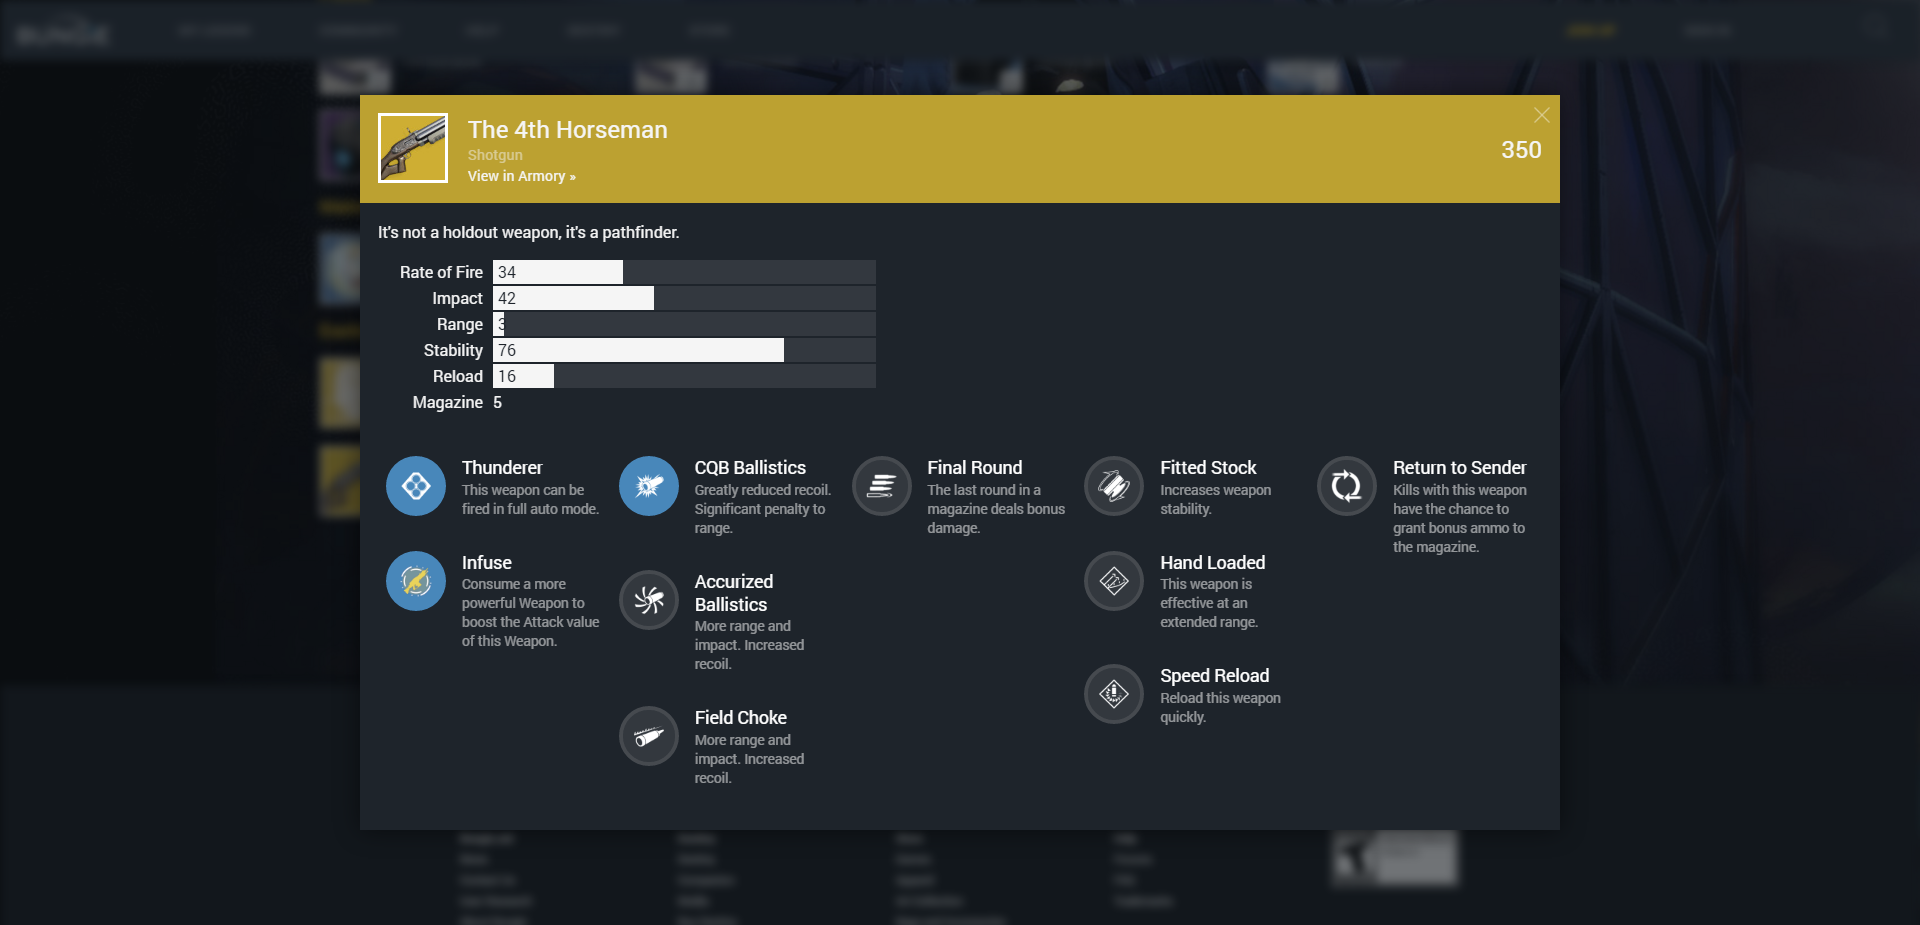 The 4th Horseman
Shotgun
View in Armory »
350
It's not a holdout weapon, it's a pathfinder.
Rate of Fire 34
Impact 42
Range 3
Stability 76
Reload 16
Magazine 5
Thunderer
This weapon can be
fired in full auto mode.
Infuse
Consume a more
powerful Weapon to
boost the Attack value
of this Weapon.
CQB Ballistics
Greatly reduced recoil.
Significant penalty to
range.
Accurized
Ballistics
More range and
impact. Increased
recoil.
Field Choke
More range and
impact. Increased
recoil.
Final Round
The last round in a
magazine deals bonus
damage.
Fitted Stock
Increases weapon
stability.
Hand Loaded
This weapon is
effective at an
extended range.
Speed Reload
Reload this weapon
quickly.
Return to Sender
Kills with this weapon
have the chance to
grant bonus ammo to
the magazine.